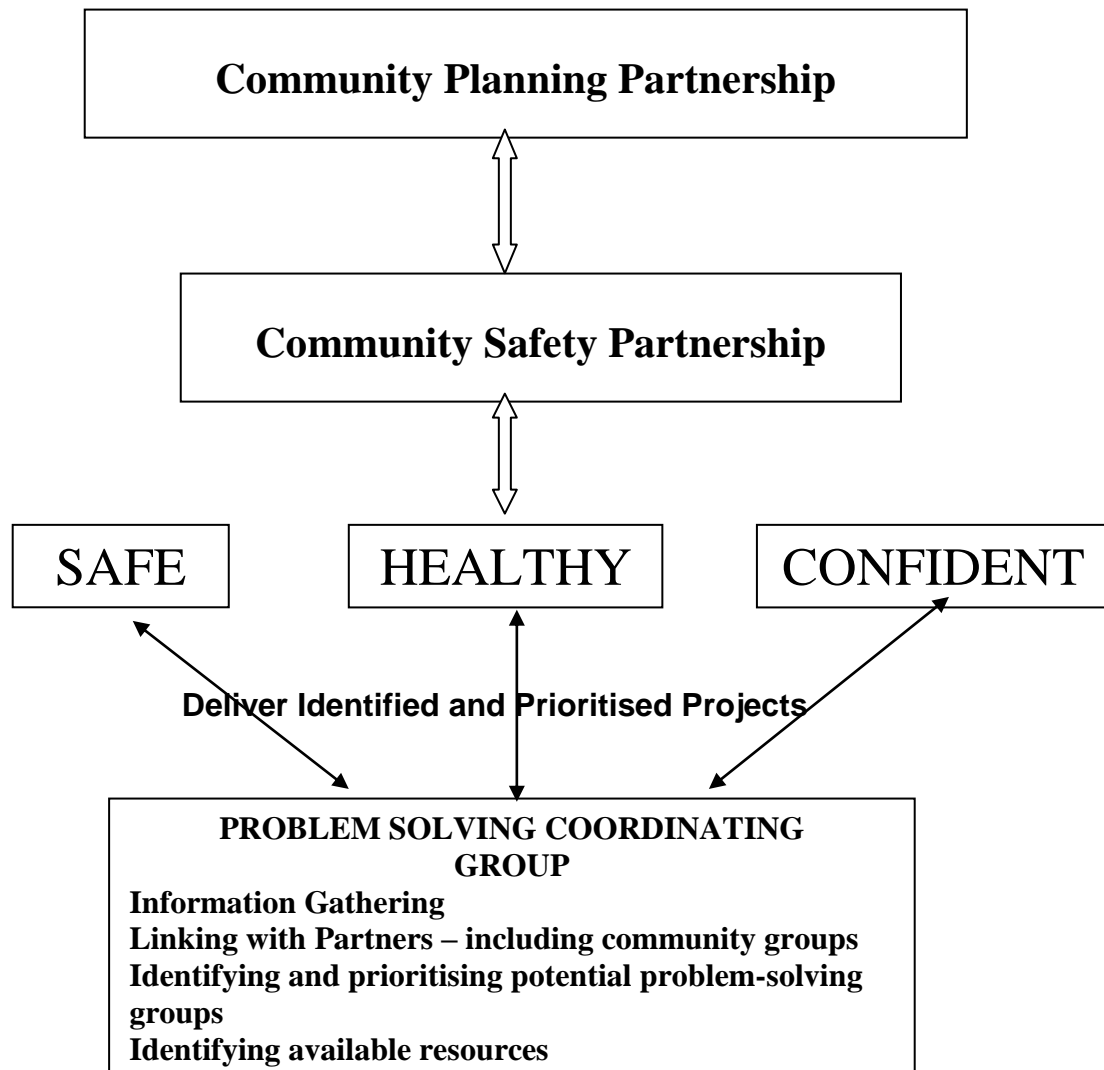 Community Planning Partnership
Community Safety Partnership
SAFE
HEALTHY
CONFIDENT
Deliver Identified and Prioritised Projects
PROBLEM SOLVING COORDINATING
GROUP
Information Gathering
Linking with Partners – including community groups
Identifying and prioritising potential problem-solving
groups
Identifying available resources